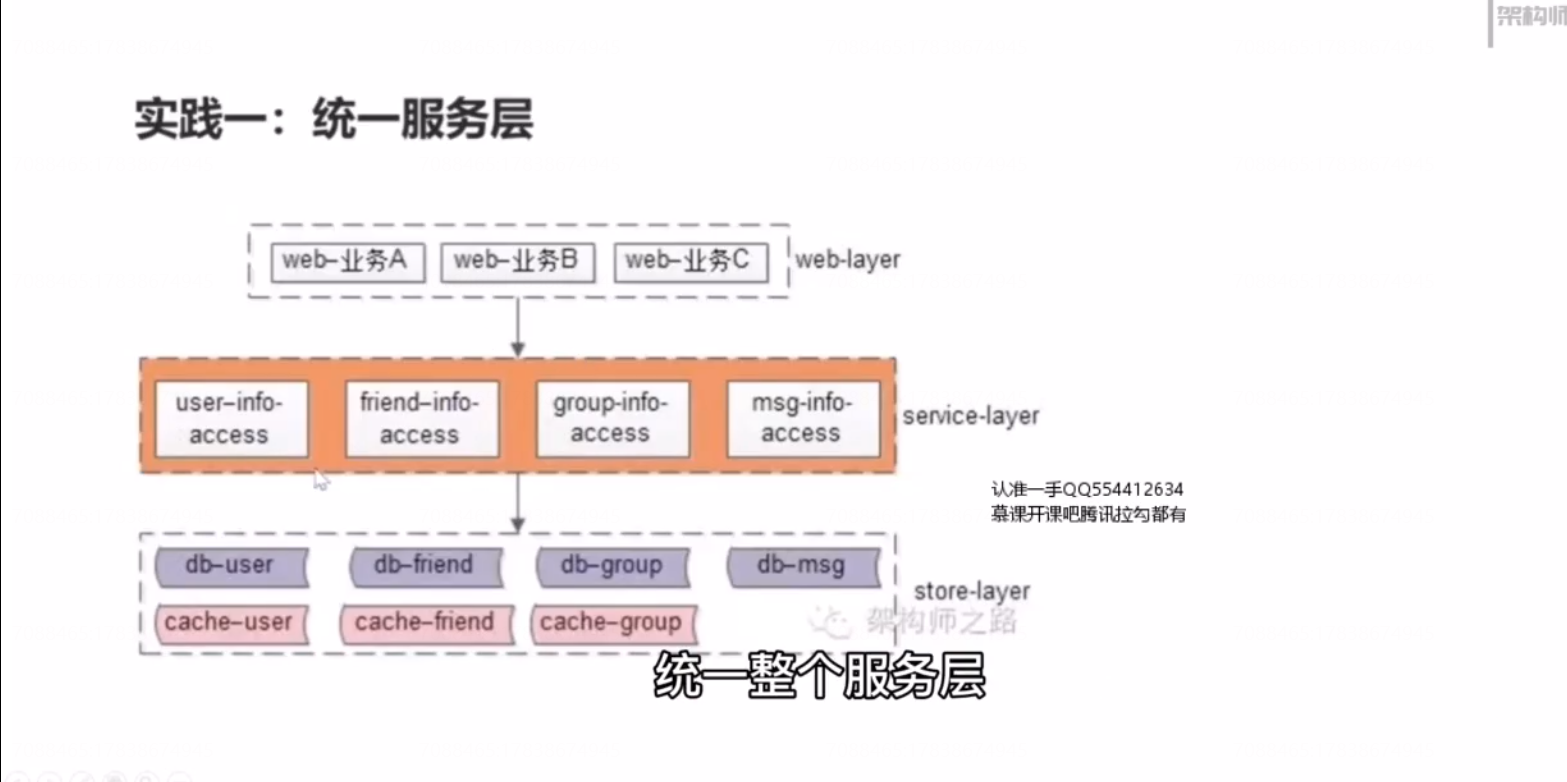 架构师
实践一：统一服务层
web-业务A
web-业务B
web-业务C
web-layer
user-info-
access
friend-info-
access
group-info-
access
msg-info-
access
service-layer
认准一手QQ554412634
慕课开课吧腾讯拉勾都有
db-user
db-friend
db-group
db-msg
store-layer
cache-user
cache-friend
cache-group
架构师之路
统一整个服务层